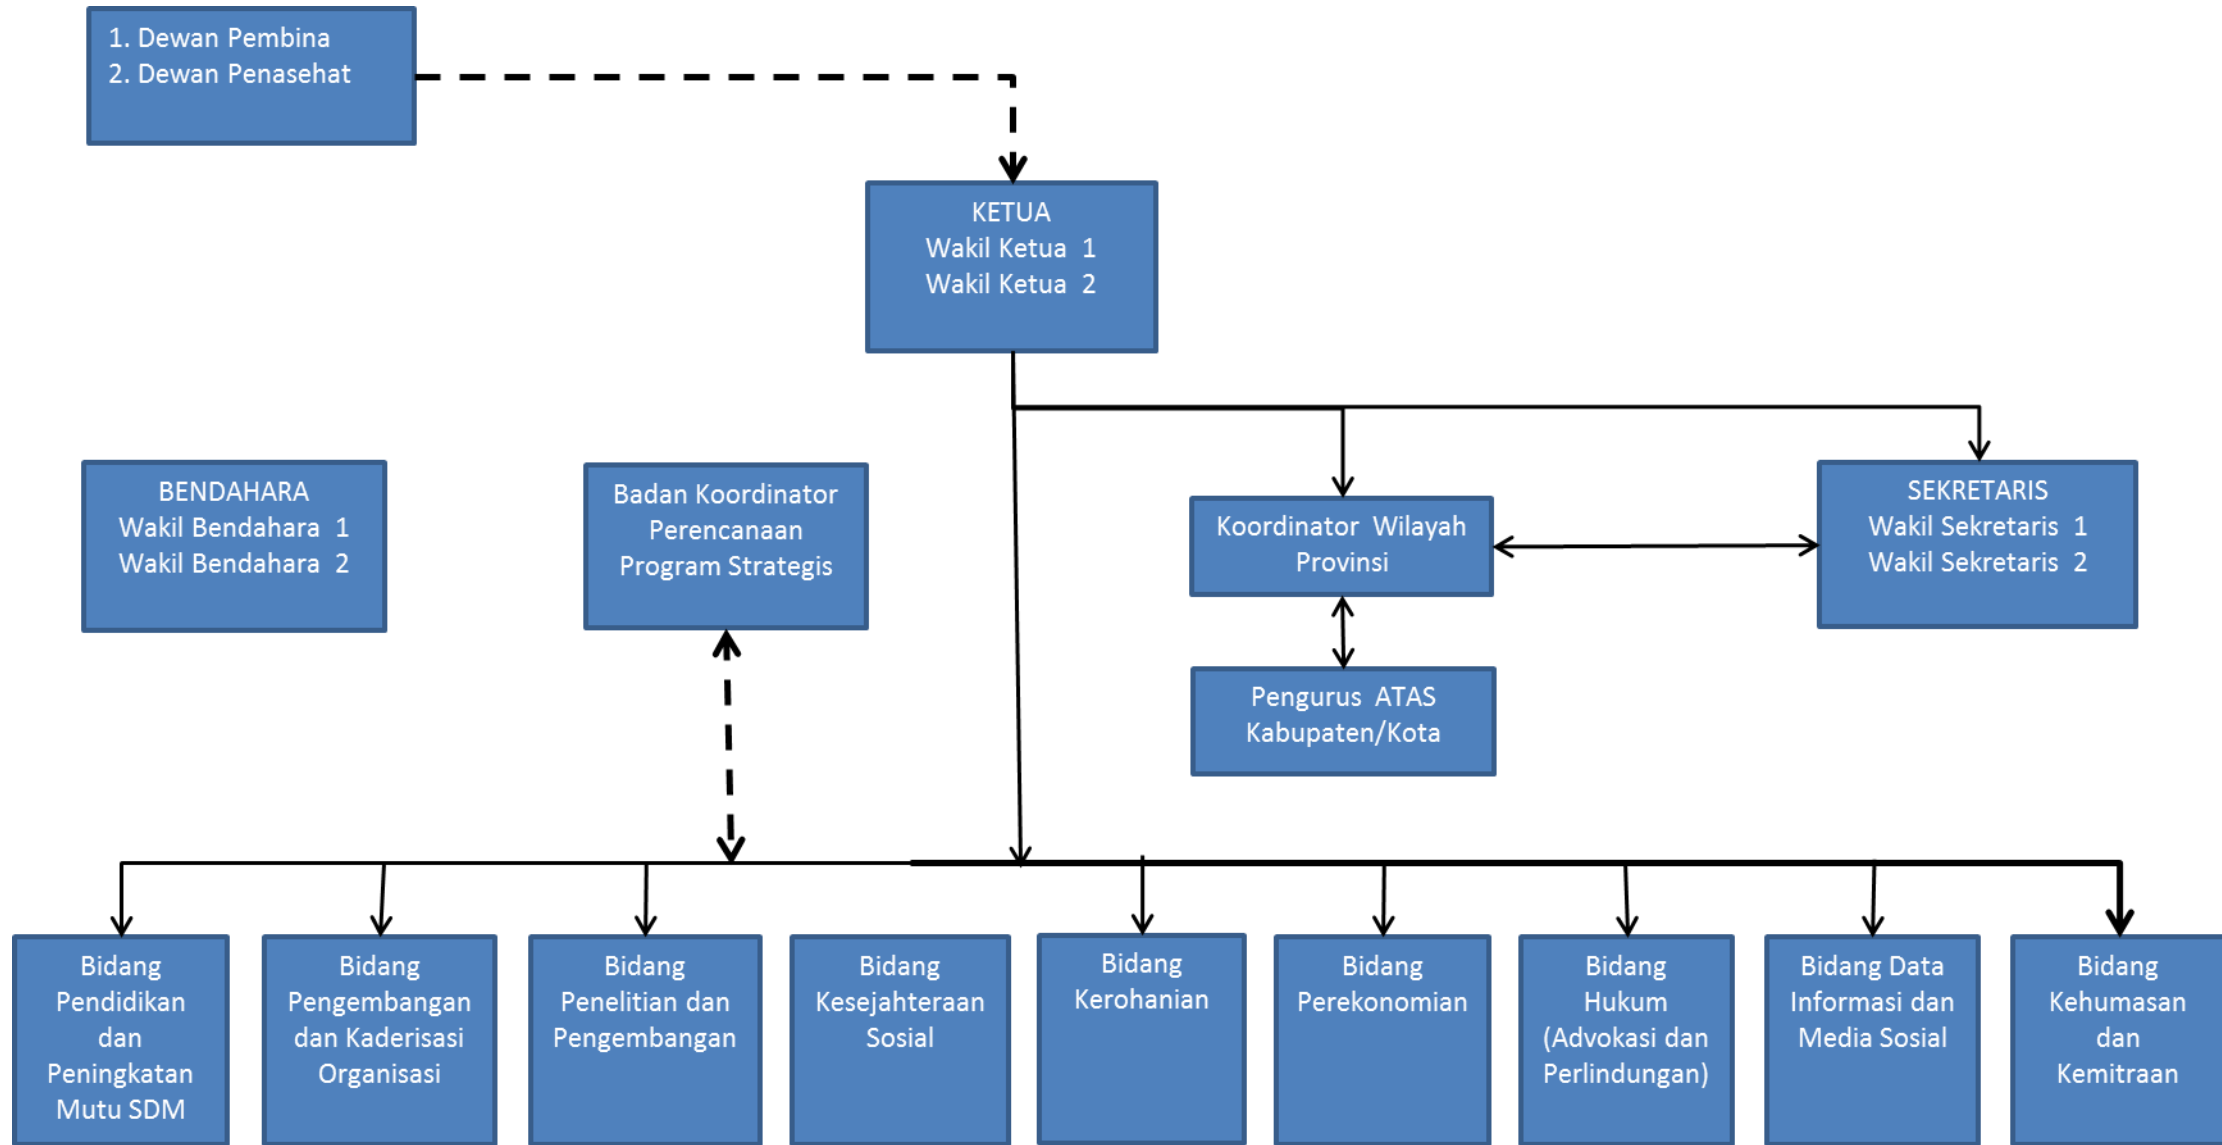 1. Dewan Pembina
2. Dewan Penasehat
KETUA
Wakil Ketua 1
Wakil Ketua 2
BENDAHARA
Wakil Bendahara 1
Wakil Bendahara 2
Badan Koordinator
Perencanaan
Program Strategis
Koordinator Wilayah
Provinsi
SEKRETARIS
Wakil Sekretaris 1
Wakil Sekretaris 2
Pengurus ATAS
Kabupaten/Kota
Bidang
Pendidikan
dan
Peningkatan
Mutu SDM
Bidang
Pengembangan
dan Kaderisasi
Organisasi
Bidang
Penelitian dan
Pengembangan
Bidang
Kesejahteraan
Sosial
Bidang
Kerohanian
Bidang
Perekonomian
Bidang
Hukum
(Advokasi dan
Perlindungan)
Bidang Data
Informasi dan
Media Sosial
Bidang
Kehumasan
dan
Kemitraan